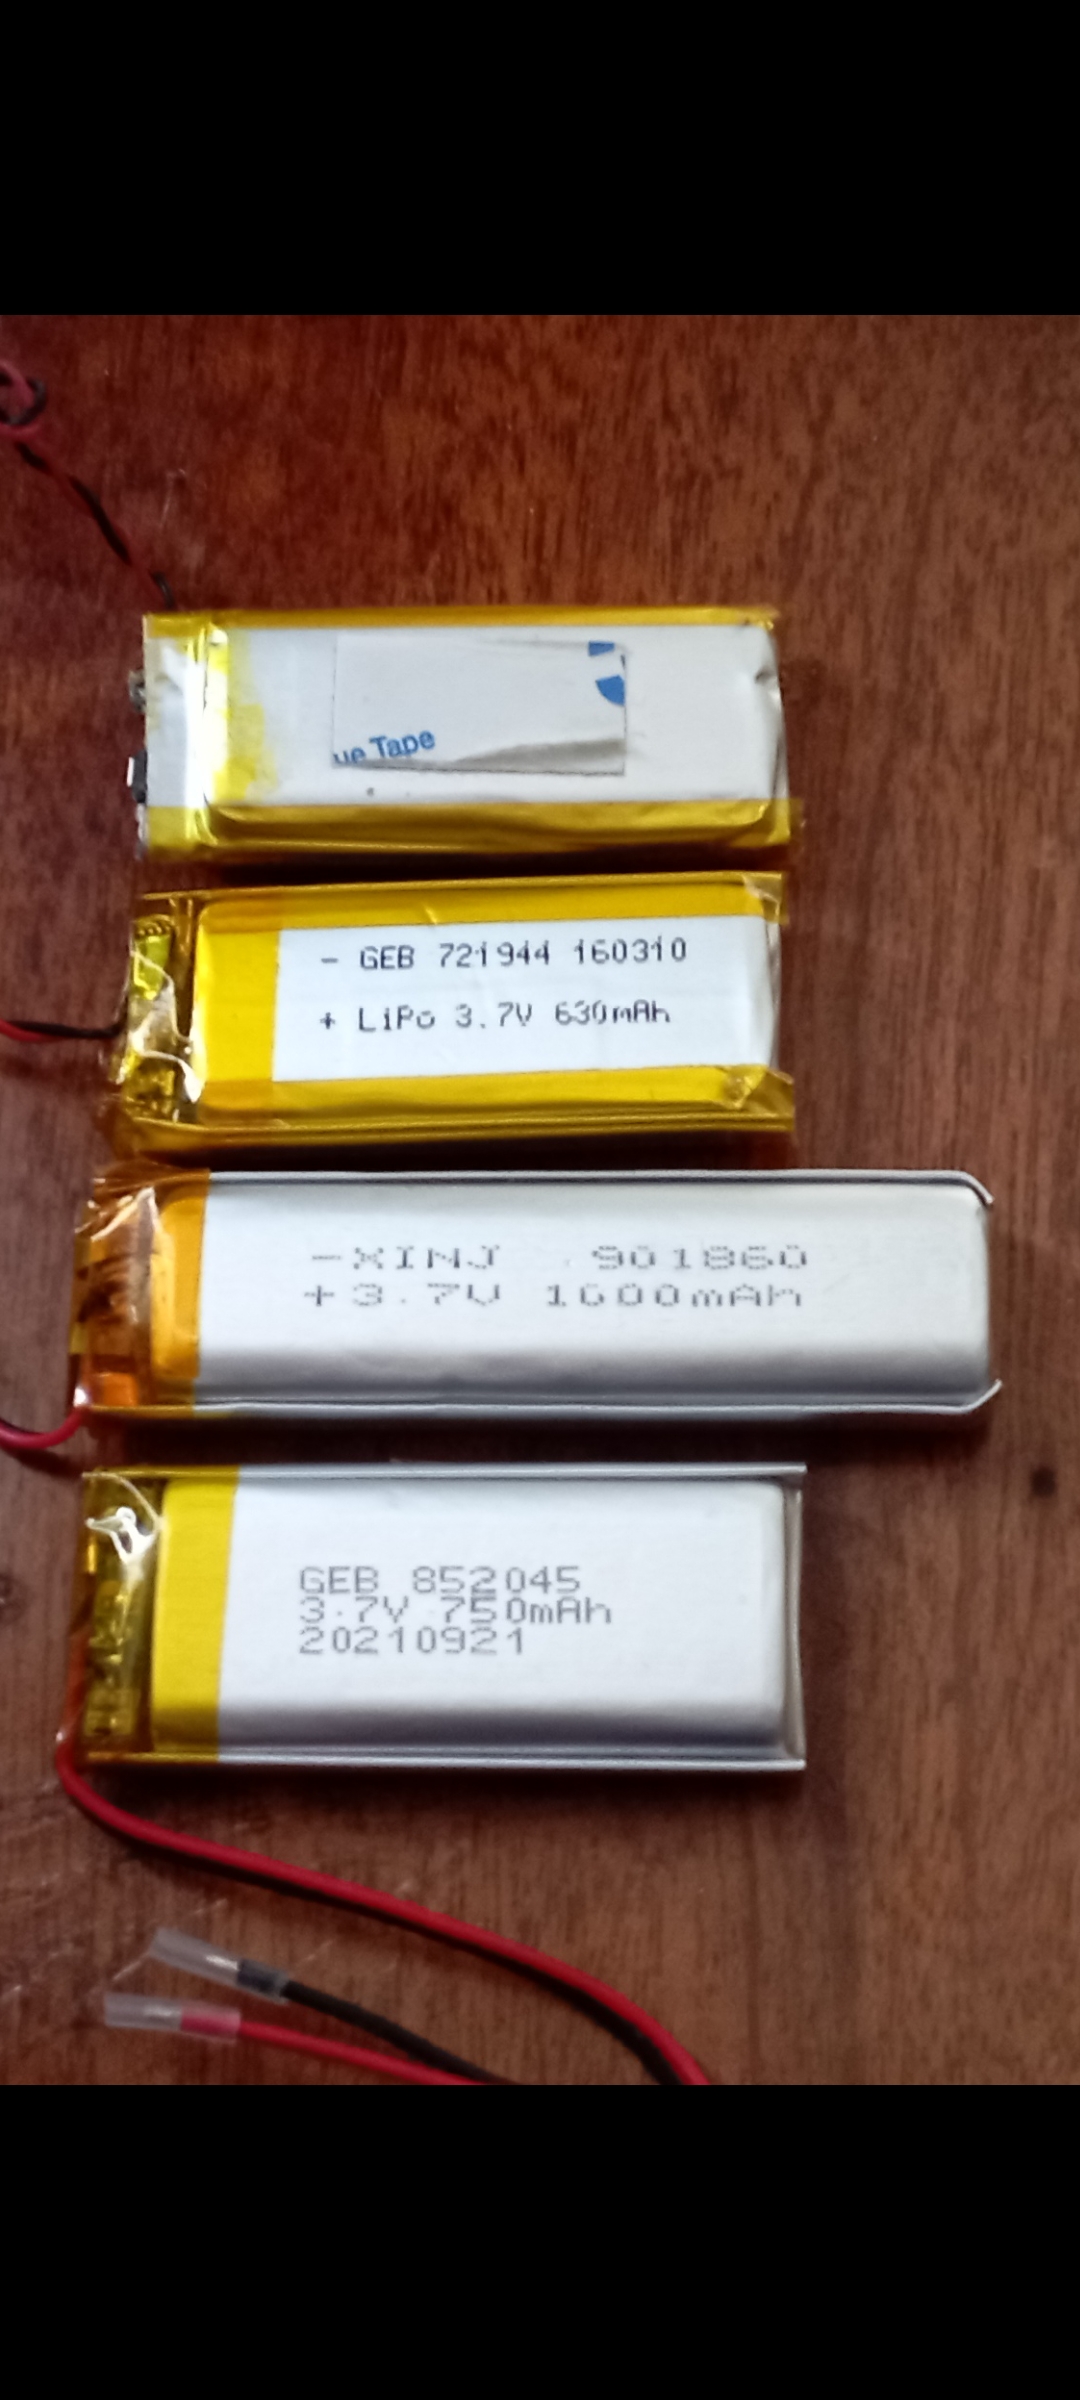 ue Tape
- GEB 721944 160310
+ LiPo 3.7V 630mAh
-XINJ 901860
+3.7V 1600mAh
GEB 852045
3.7V 750mAh
20210921